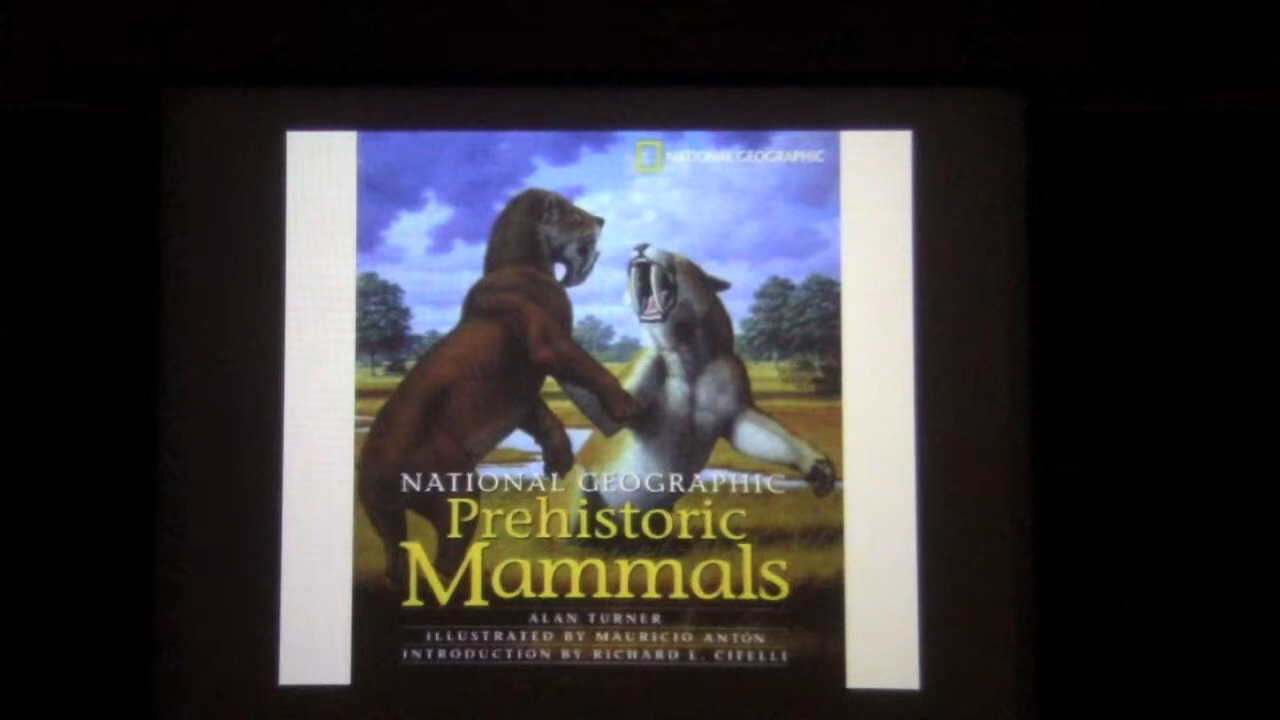 NATIONAL GEOGRAPHIC
NATIONAL GEOGRAPHIC
Prehistoric
Mammals
ALAN TURNER
ILLUSTRATED BY MAURICIO ANTÓN
INTRODUCTION BY RICHARD L. CIFELLI